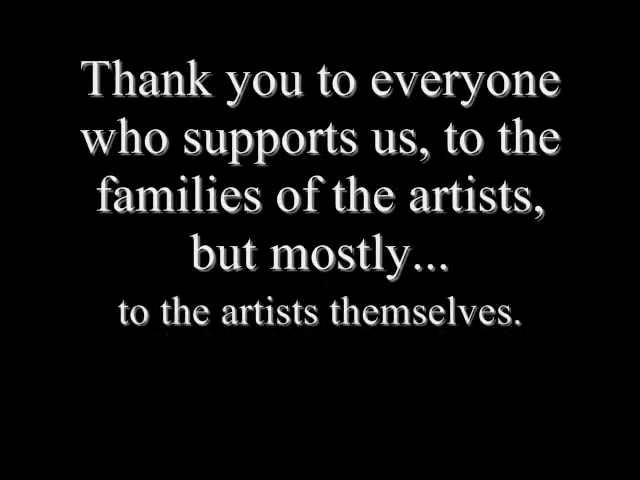 Thank you to everyone
who supports us, to the
families of the artists,
but mostly...
to the artists themselves.